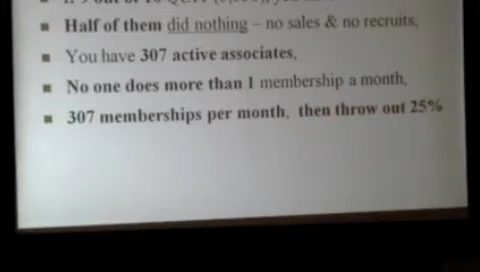 Half of them did nothing – no sales & no recruits,
You have 307 active associates,
No one does more than 1 membership a month,
307 memberships per month, then throw out 25%